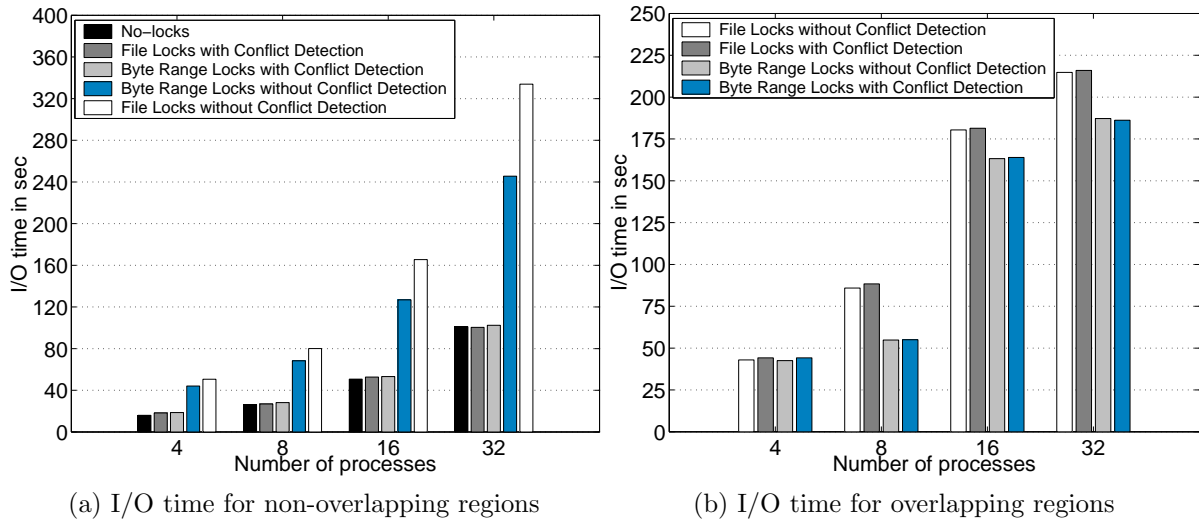 400
360
320
280
240
200
160
120
80
40
0
I/O time in sec
No-locks
File Locks with Conflict Detection
Byte Range Locks with Conflict Detection
Byte Range Locks without Conflict Detection
File Locks without Conflict Detection
4 8 16 32
Number of processes
(a) I/O time for non-overlapping regions
250
225
200
175
150
125
100
75
50
25
0
I/O time in sec
File Locks without Conflict Detection
File Locks with Conflict Detection
Byte Range Locks without Conflict Detection
Byte Range Locks with Conflict Detection
4 8 16 32
Number of processes
(b) I/O time for overlapping regions